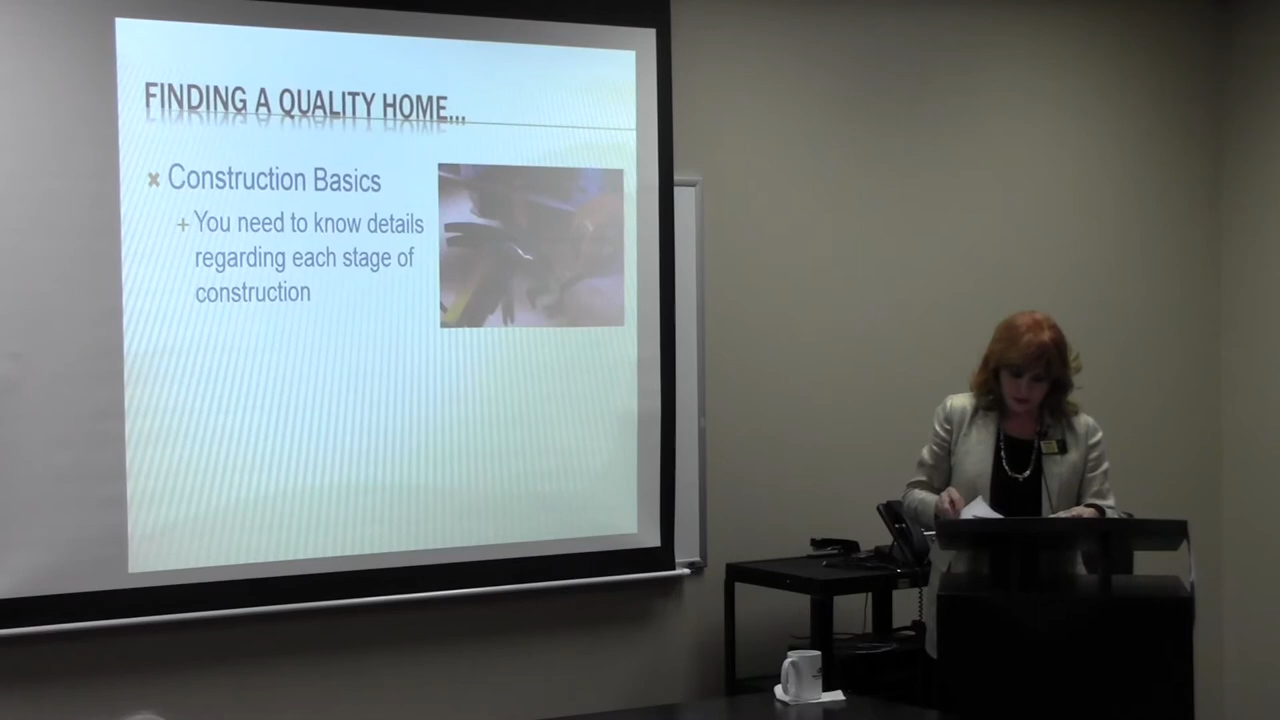 FINDING A QUALITY HOME...
Construction Basics
You need to know details
regarding each stage of
construction